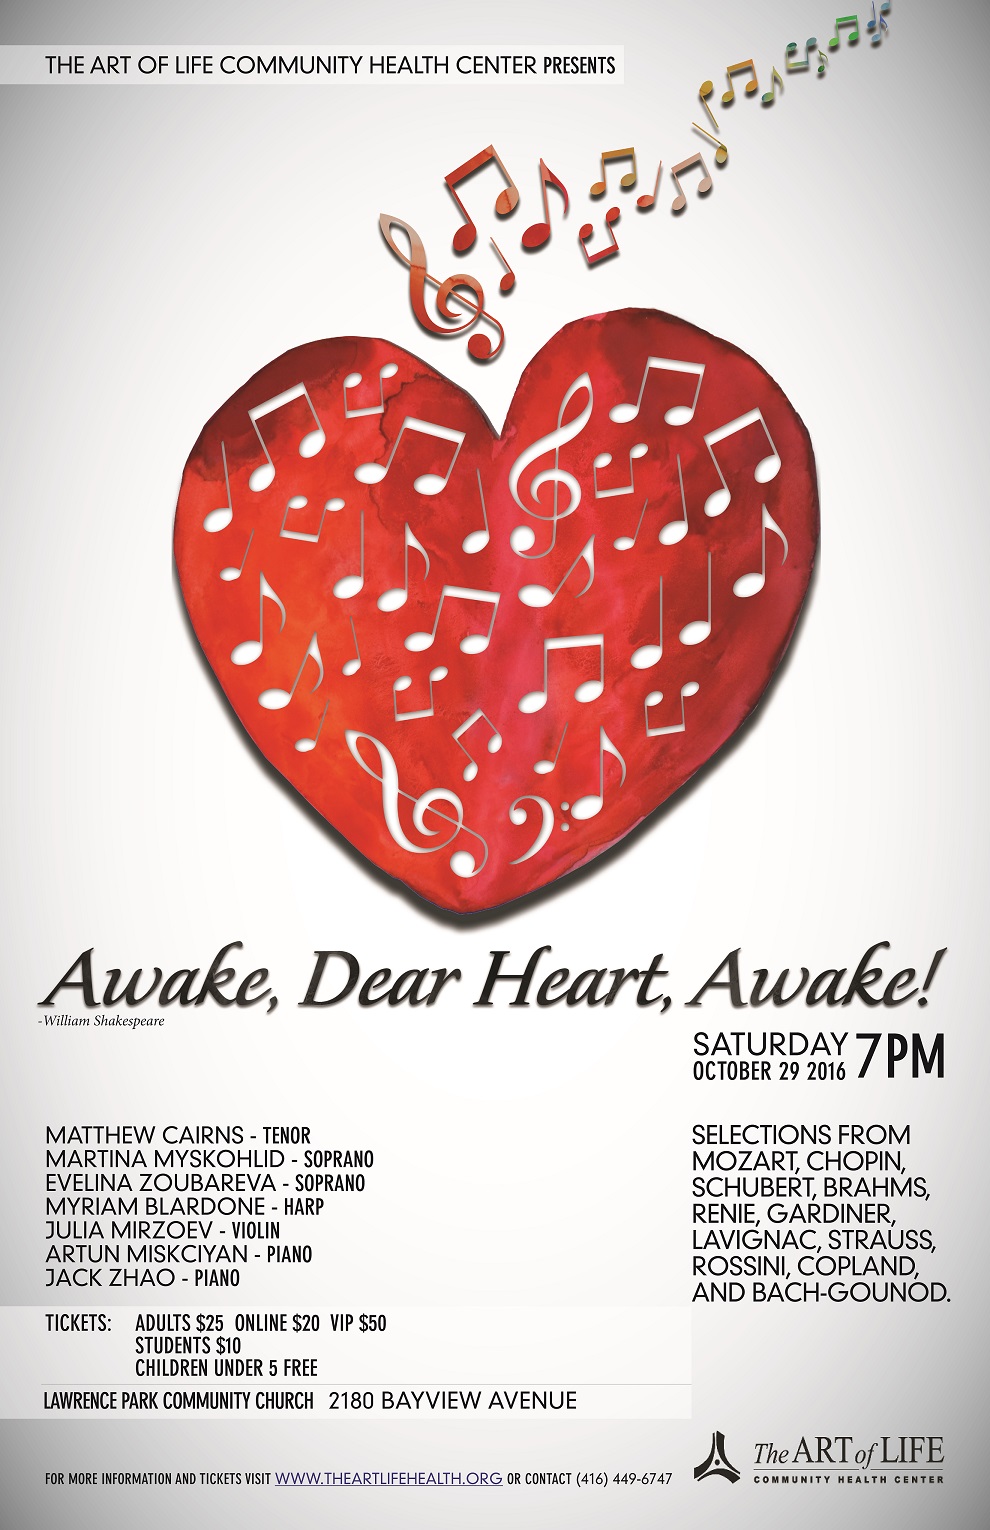 THE ART OF LIFE COMMUNITY HEALTH CENTER PRESENTS
Awake, Dear Heart, Awake!
-William Shakespeare
SATURDAY 7PM
OCTOBER 29 2016
MATTHEW CAIRNS - TENOR
MARTINA MYSKOHLID - SOPRANO
EVELINA ZOUBAREVA - SOPRANO
MYRIAM BLARDONE - HARP
JULIA MIRZOEV - VIOLIN
ARTUN MISKCIYAN - PIANO
JACK ZHAO - PIANO
SELECTIONS FROM
MOZART, CHOPIN,
SCHUBERT, BRAHMS,
RENIE, GARDINER,
LAVIGNAC, STRAUSS,
ROSSINI, COPLAND,
AND BACH-GOUNOD.
TICKETS: ADULTS $25 ONLINE $20 VIP $50
STUDENTS $10
CHILDREN UNDER 5 FREE
LAWRENCE PARK COMMUNITY CHURCH 2180 BAYVIEW AVENUE
FOR MORE INFORMATION AND TICKETS VISIT WWW.THEARTLIFEHEALTH.ORG OR CONTACT (416) 449-6747
The ART of LIFE
COMMUNITY HEALTH CENTER